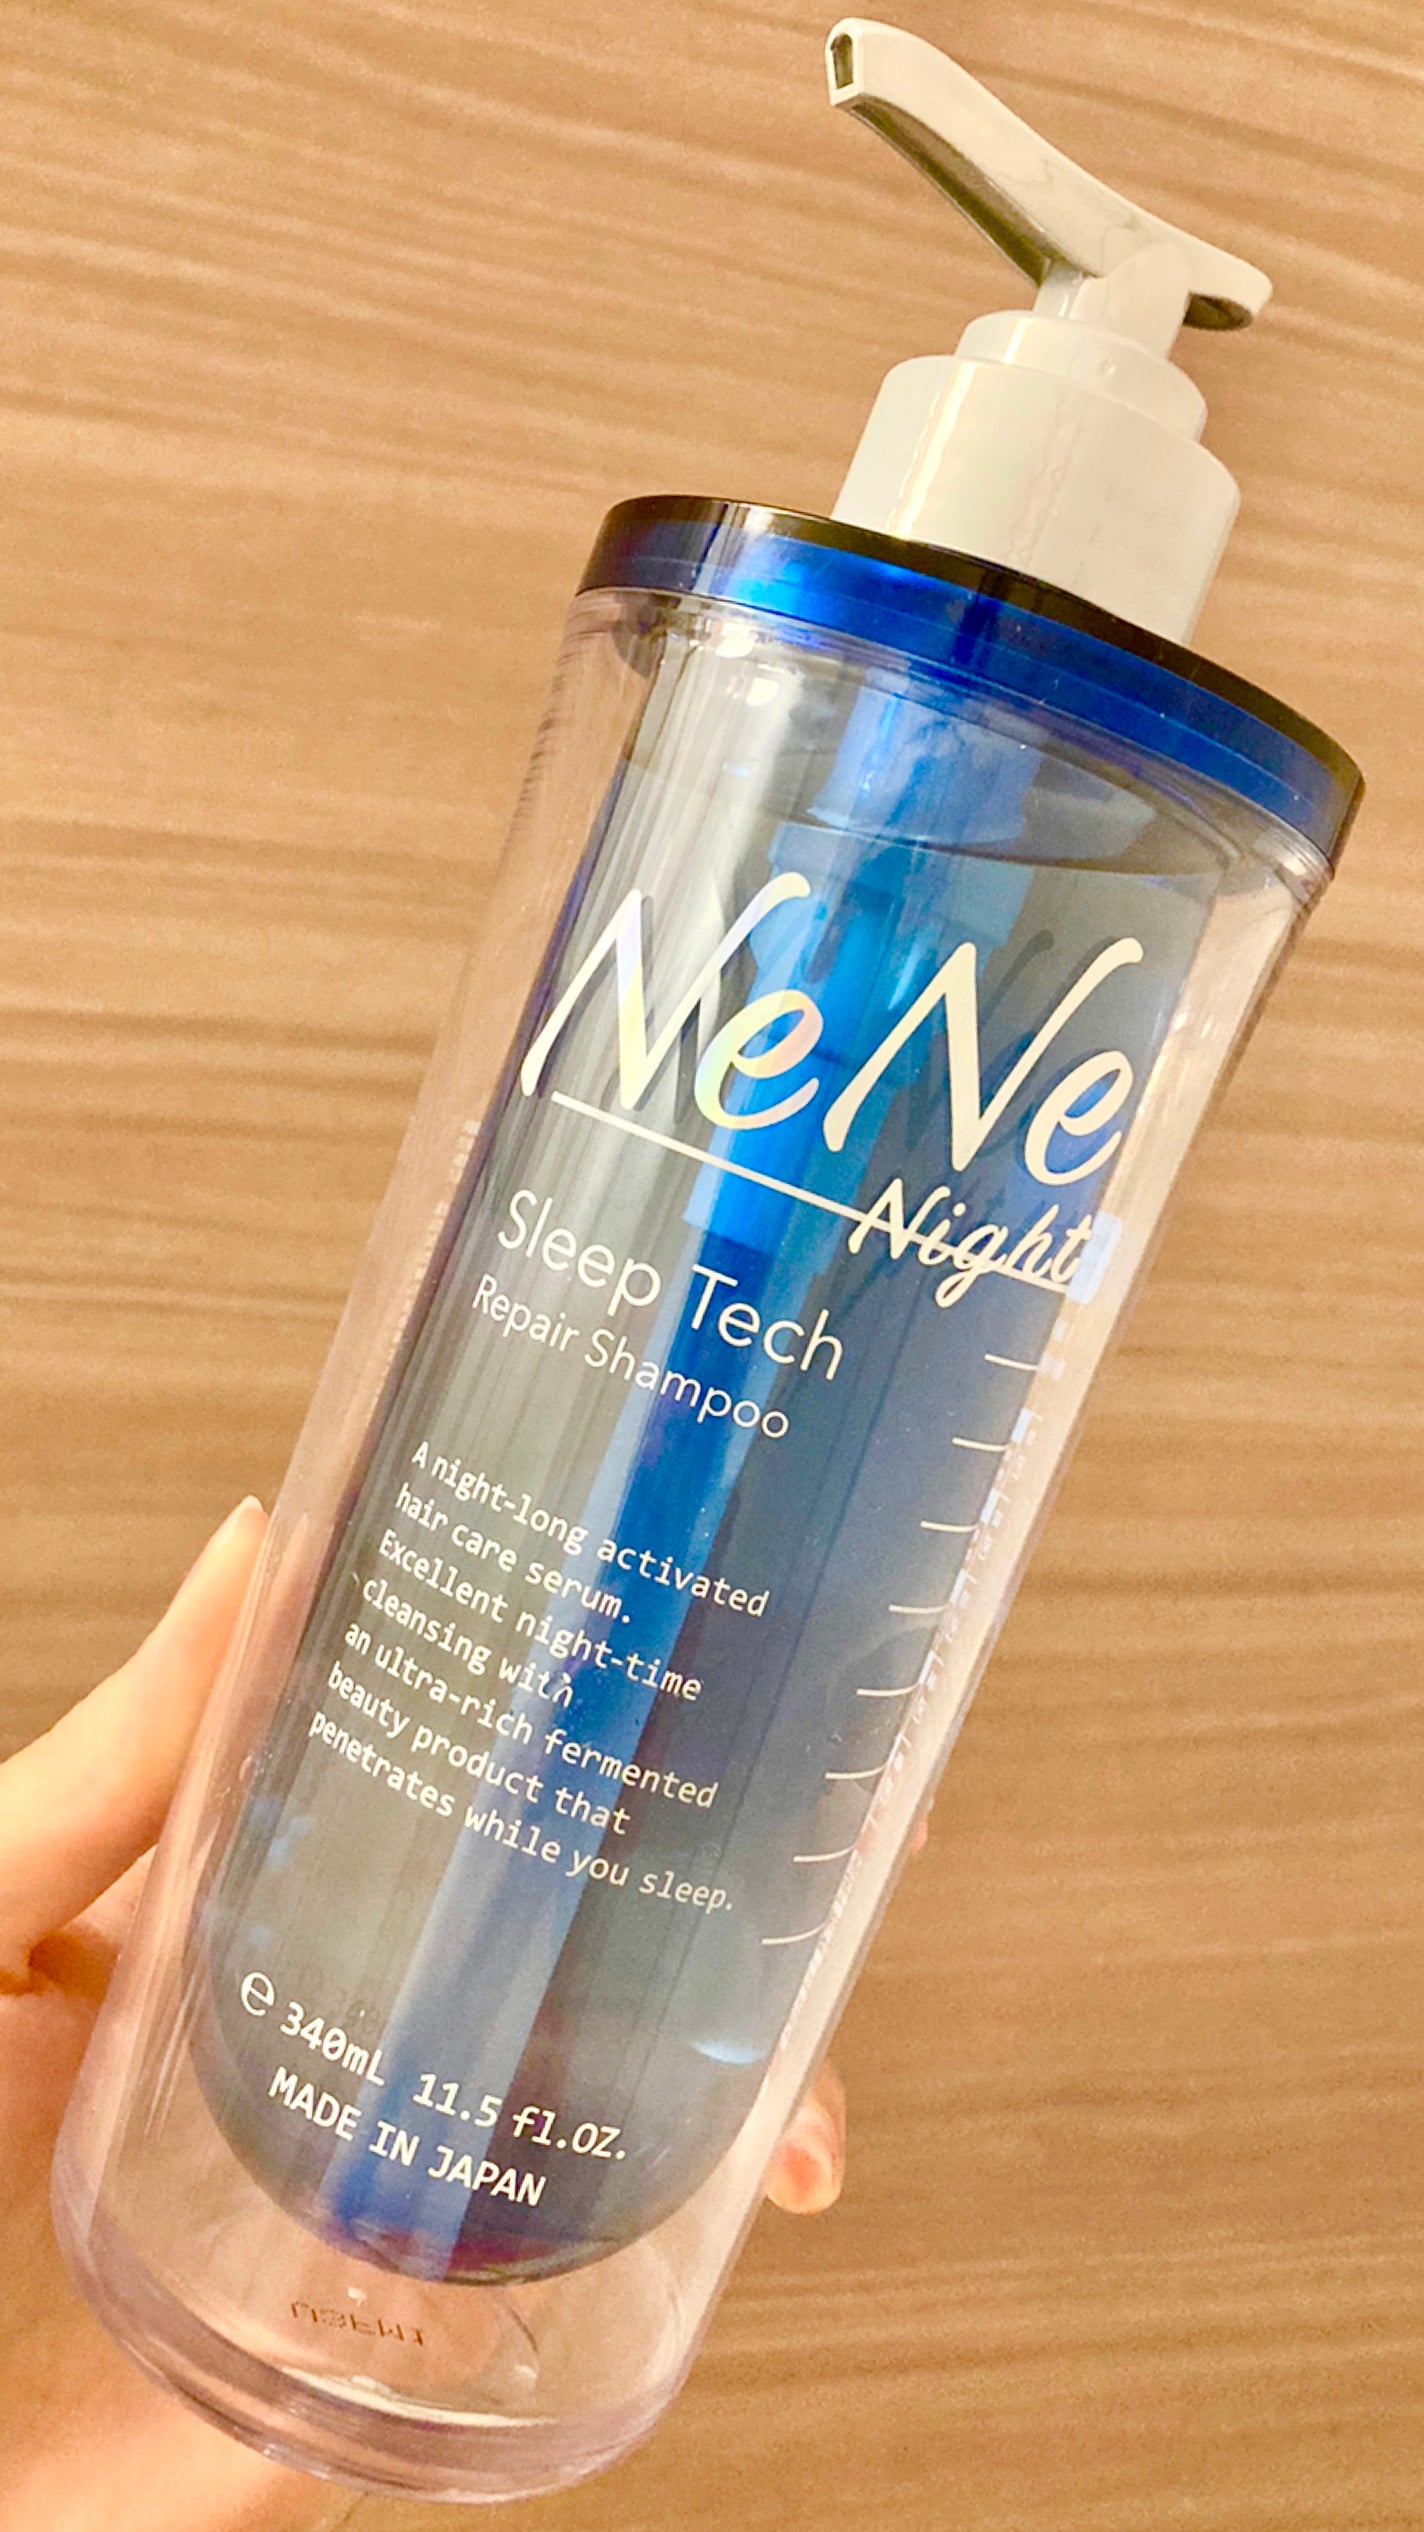 NeNe
Night
Sleep Tech
Repair Shampoo
A night-long activated
hair care serum.
Excellent night-time
cleansing with
an ultra-rich fermented
beauty product that
penetrates while you sleep.
e 340mL 11.5 fl.oz.
MADE IN JAPAN